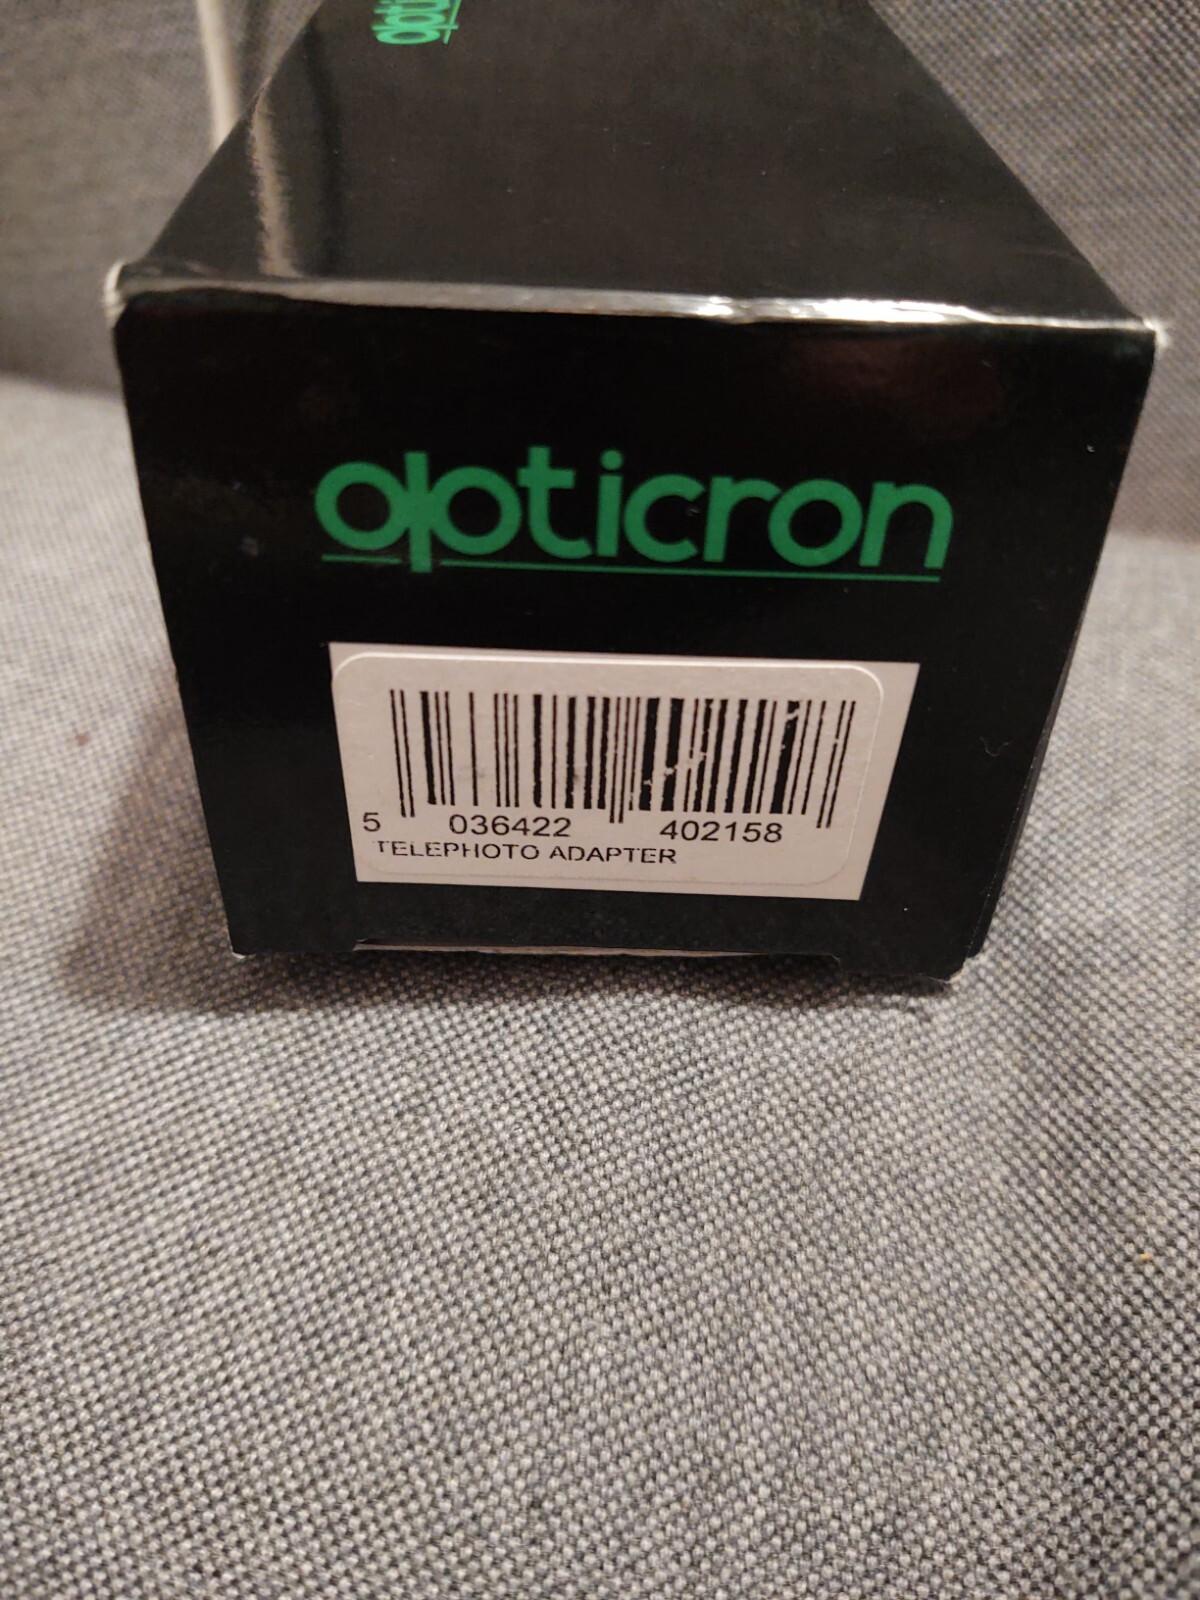 opticron
5 036422 402158
TELEPHOTO ADAPTER